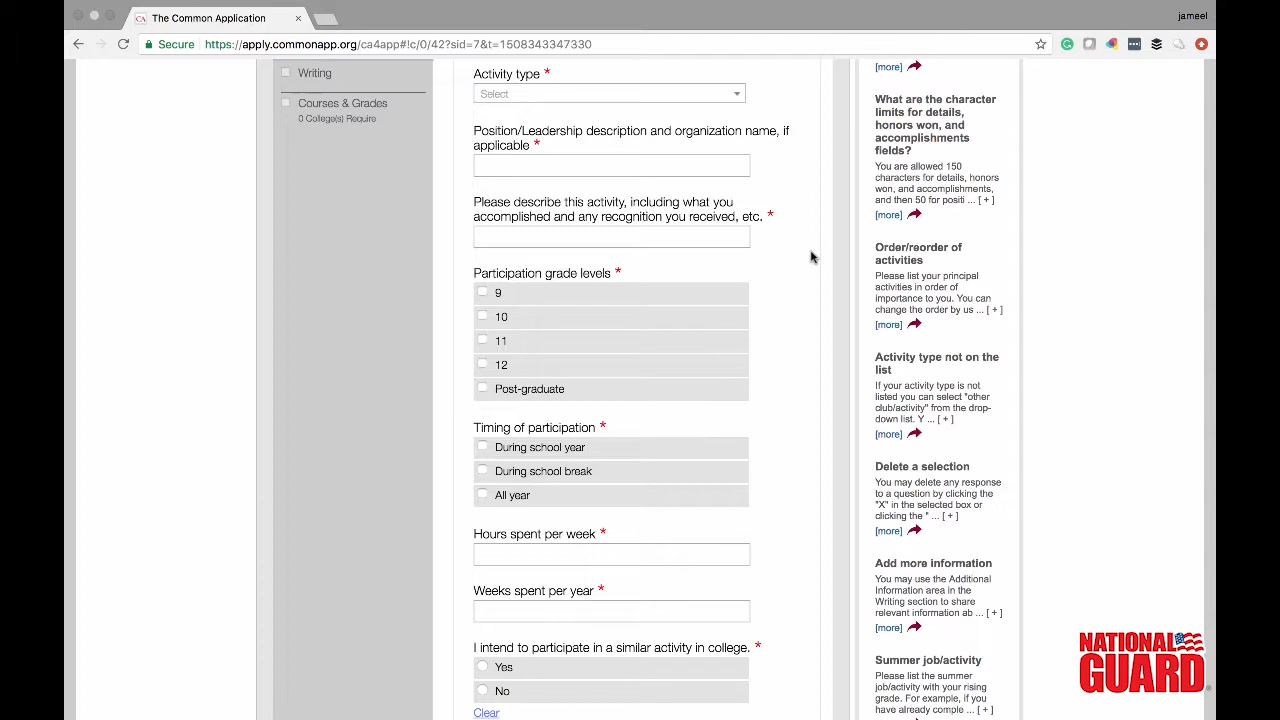 The Common Application
jameel
Secure
https://apply.commonapp.org/ca4app#!c/0/42?sid=7&t=1508343347330
Writing
Courses & Grades
0 College(s) Require
Activity type *
Select
Position/Leadership description and organization name, if
applicable *
Please describe this activity, including what you
accomplished and any recognition you received, etc. *
Participation grade levels *
9
10
11
12
Post-graduate
Timing of participation *
During school year
During school break
All year
Hours spent per week *
Weeks spent per year *
I intend to participate in a similar activity in college. *
Yes
No
Clear
[more]
What are the character
limits for details,
honors won, and
accomplishments
fields?
You are allowed 150
characters for details, honors
won, and accomplishments,
and then 50 for positi ... [ + ]
[more]
Order/reorder of
activities
Please list your principal
activities in order of
importance to you. You can
change the order by us ... [ + ]
[more]
Activity type not on the
list
If your activity type is not
listed you can select "other
club/activity" from the drop-
down list. Y ... [ + ]
[more]
Delete a selection
You may delete any response
to a question by clicking the
"X" in the selected box or
clicking the " ... [ + ]
[more]
Add more information
You may use the Additional
Information area in the
Writing section to share
relevant information ab ... [ + ]
[more]
Summer job/activity
Please list the summer
job/activity with your rising
grade. For example, if you
have already comple ... [ + ]
NATIONAL
GUARD